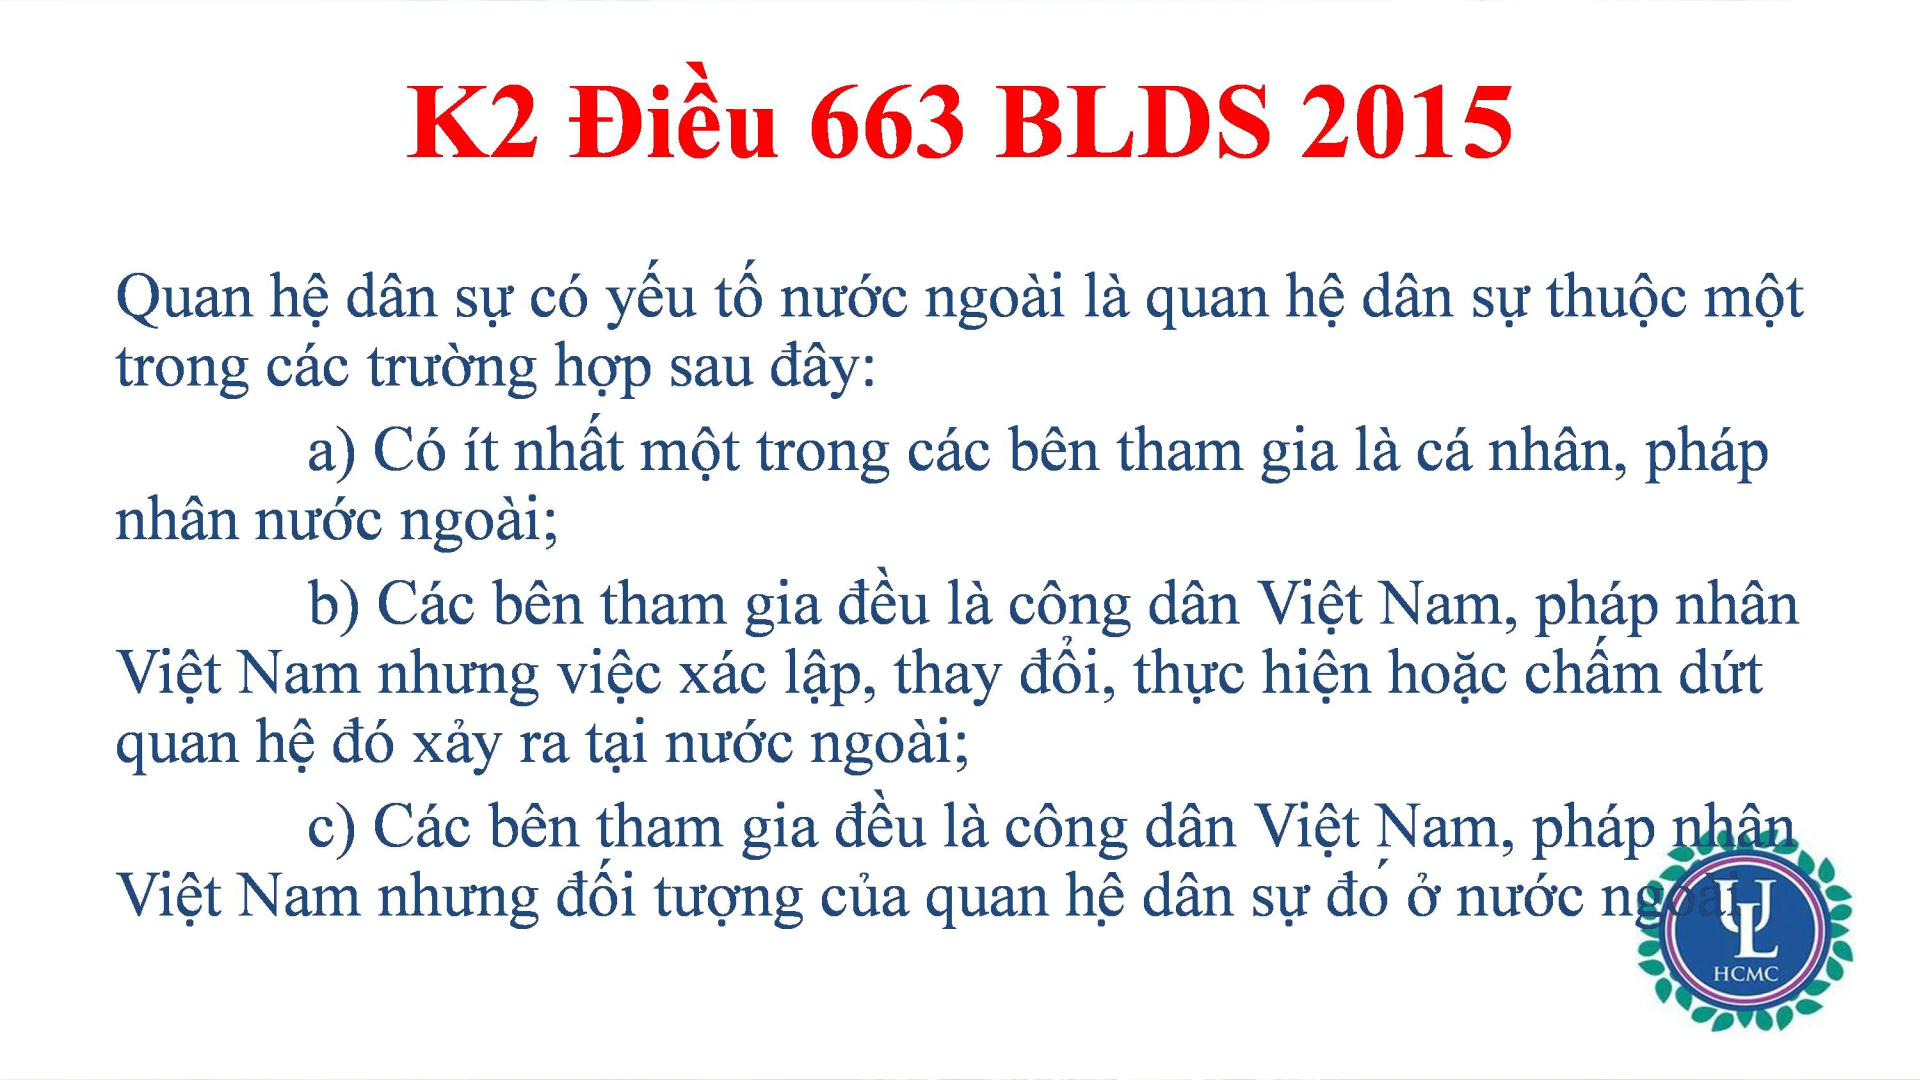 K2 Điều 663 BLDS 2015
Quan hệ dân sự có yếu tố nước ngoài là quan hệ dân sự thuộc một
trong các trường hợp sau đây:
a) Có ít nhất một trong các bên tham gia là cá nhân, pháp
nhân nước ngoài;
b) Các bên tham gia đều là công dân Việt Nam, pháp nhân
Việt Nam nhưng việc xác lập, thay đổi, thực hiện hoặc chấm dứt
quan hệ đó xảy ra tại nước ngoài;
c) Các bên tham gia đều là công dân Việt Nam, pháp nhân
Việt Nam nhưng đối tượng của quan hệ dân sự đó ở nước ngoài.
UL
HCMC